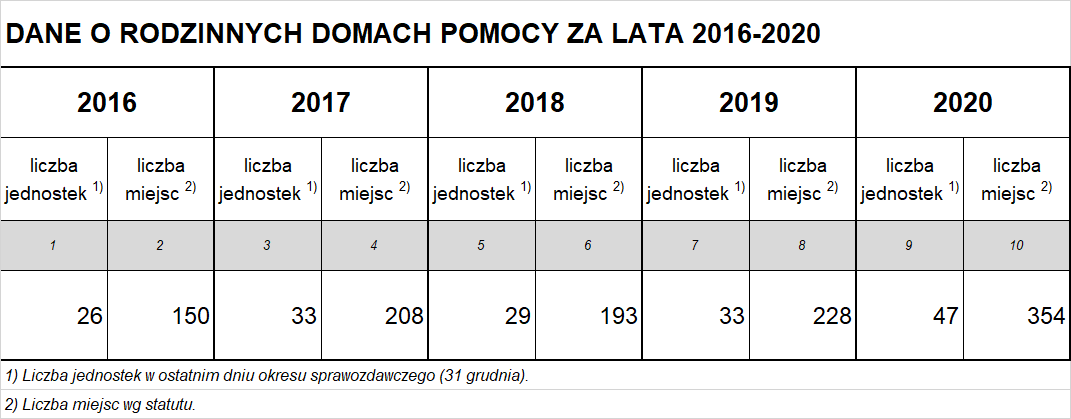 DANE O RODZINNYCH DOMACH POMOCY ZA LATA 2016-2020
2016 2017 2018 2019 2020
liczba jednostek 1) liczba miejsc 2) liczba jednostek 1) liczba miejsc 2) liczba jednostek 1) liczba miejsc 2) liczba jednostek 1) liczba miejsc 2) liczba jednostek 1) liczba miejsc 2)
1 2 3 4 5 6 7 8 9 10
26 150 33 208 29 193 33 228 47 354
1) Liczba jednostek w ostatnim dniu okresu sprawozdawczego (31 grudnia).
2) Liczba miejsc wg statutu.